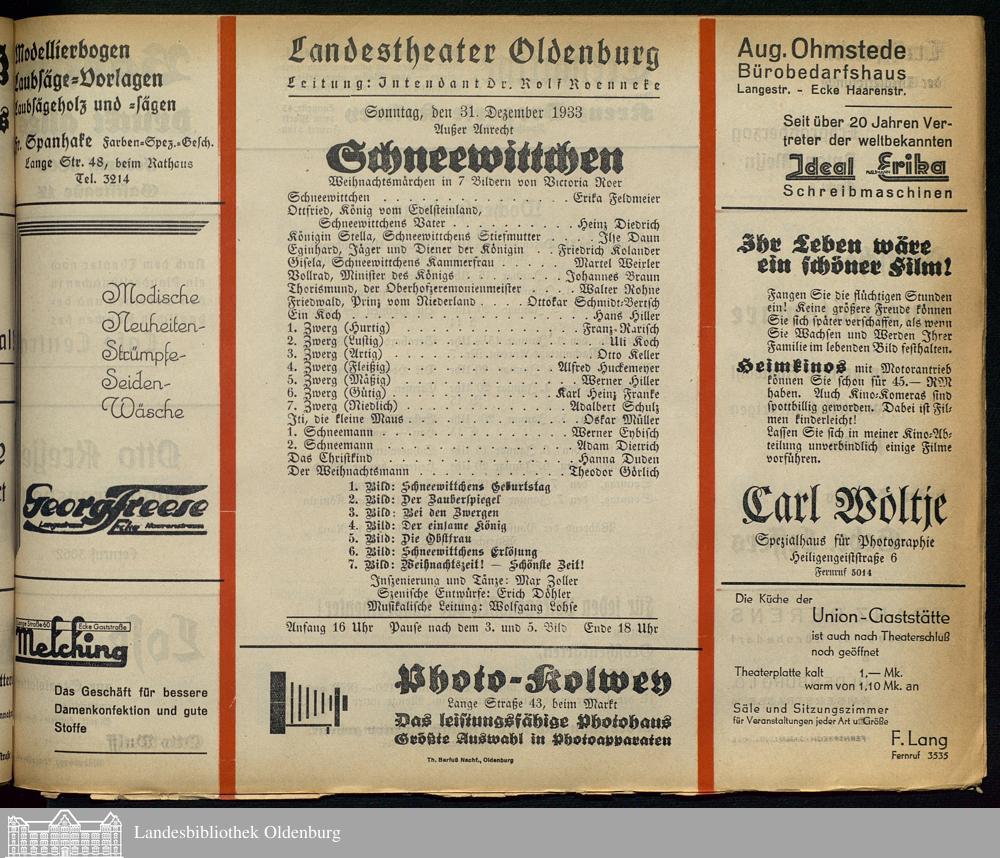 Modellierbogen
Laubsäge-Vorlagen
Laubsägeholz und -sägen
Fr. Spanhake Farben-Spez.-Gesch.
Lange Str. 48, beim Rathaus
Tel. 3214
Modische
Neuheiten-
Strümpfe-
Seiden-
Wäsche
Georg Freese
Langestrasse Ecke Haarenstrasse
Lange Straße 60 Ecke Gaststraße
Melching
Das Geschäft für bessere
Damenkonfektion und gute
Stoffe
Landestheater Oldenburg
Leitung: Intendant Dr. Rolf Roenneke
Sonntag, den 31. Dezember 1933
Außer Anrecht
Schneewittchen
Weihnachtsmärchen in 7 Bildern von Victoria Roer
Schneewittchen . . . Erika Feldmeier
Ottfried, König vom Edelsteinland,
Schneewittchens Vater . . . Heinz Diedrich
Königin Stella, Schneewittchens Stiefmutter . . . Ilse Daun
Eginhard, Jäger und Diener der Königin . . Friedrich Kolander
Gisela, Schneewittchens Kammerfrau . . . Martel Weirler
Vollrad, Minister des Königs . . . Johannes Braun
Thorismund, der Oberhofzeremonienmeister . . . Walter Rohne
Friedwald, Prinz vom Niederland . . . . Ottokar Schmidt-Bertsch
Ein Koch . . . Hans Hiller
1. Zwerg (Hurtig) . . . Franz Rarisch
2. Zwerg (Lustig) . . . Uti Koch
3. Zwerg (Artig) . . . Otto Keller
4. Zwerg (Fleißig) . . . Alfred Huckemeyer
5. Zwerg (Mäßig) . . . Werner Hiller
6. Zwerg (Gütig) . . . Karl Heinz Franke
7. Zwerg (Niedlich) . . . Adalbert Schulz
Iti, die kleine Maus . . . Oskar Müller
1. Schneemann . . . Werner Eybisch
2. Schneemann . . . Adam Dietrich
Das Christkind . . . Hanna Duden
Der Weihnachtsmann . . . Theodor Görlich
1. Bild: Schneewittchens Geburtstag
2. Bild: Der Zauberspiegel
3. Bild: Bei den Zwergen
4. Bild: Der einsame König
5. Bild: Die Obstfrau
6. Bild: Schneewittchens Erlösung
7. Bild: Weihnachtszeit! — Schönste Zeit!
Inszenierung und Tänze: Max Zoller
Szenische Entwürfe: Erich Döhler
Musikalische Leitung: Wolfgang Lohse
Anfang 16 Uhr Pause nach dem 3. und 5. Bild Ende 18 Uhr
Photo-Kolwey
Lange Straße 43, beim Markt
Das leistungsfähige Photohaus
Größte Auswahl in Photoapparaten
Th. Barfuß Nachf., Oldenburg
Aug. Ohmstede
Bürobedarfshaus
Langestr. - Ecke Haarenstr.
Seit über 20 Jahren Ver-
treter der weltbekannten
Ideal Erika
Schreibmaschinen
Ihr Leben wäre
ein schöner Film!
Fangen Sie die flüchtigen Stunden
ein! Keine größere Freude können
Sie sich später verschaffen, als wenn
Sie Wachsen und Werden Ihrer
Familie im lebenden Bild festhalten.
Heimkinos mit Motorantrieb
können Sie schon für 45.— RM
haben. Auch Kino-Kameras sind
spottbillig geworden. Dabei ist Fil-
men kinderleicht!
Lassen Sie sich in meiner Kino-Ab-
teilung unverbindlich einige Filme
vorführen.
Carl Wöltje
Spezialhaus für Photographie
Heiligengeiststraße 6
Fernruf 5014
Die Küche der
Union-Gaststätte
ist auch nach Theaterschluß
noch geöffnet
Theaterplatte kalt 1,— Mk.
warm von 1,10 Mk. an
Säle und Sitzungszimmer
für Veranstaltungen jeder Art u. Größe
F. Lang
Fernruf 3535
Landesbibliothek Oldenburg